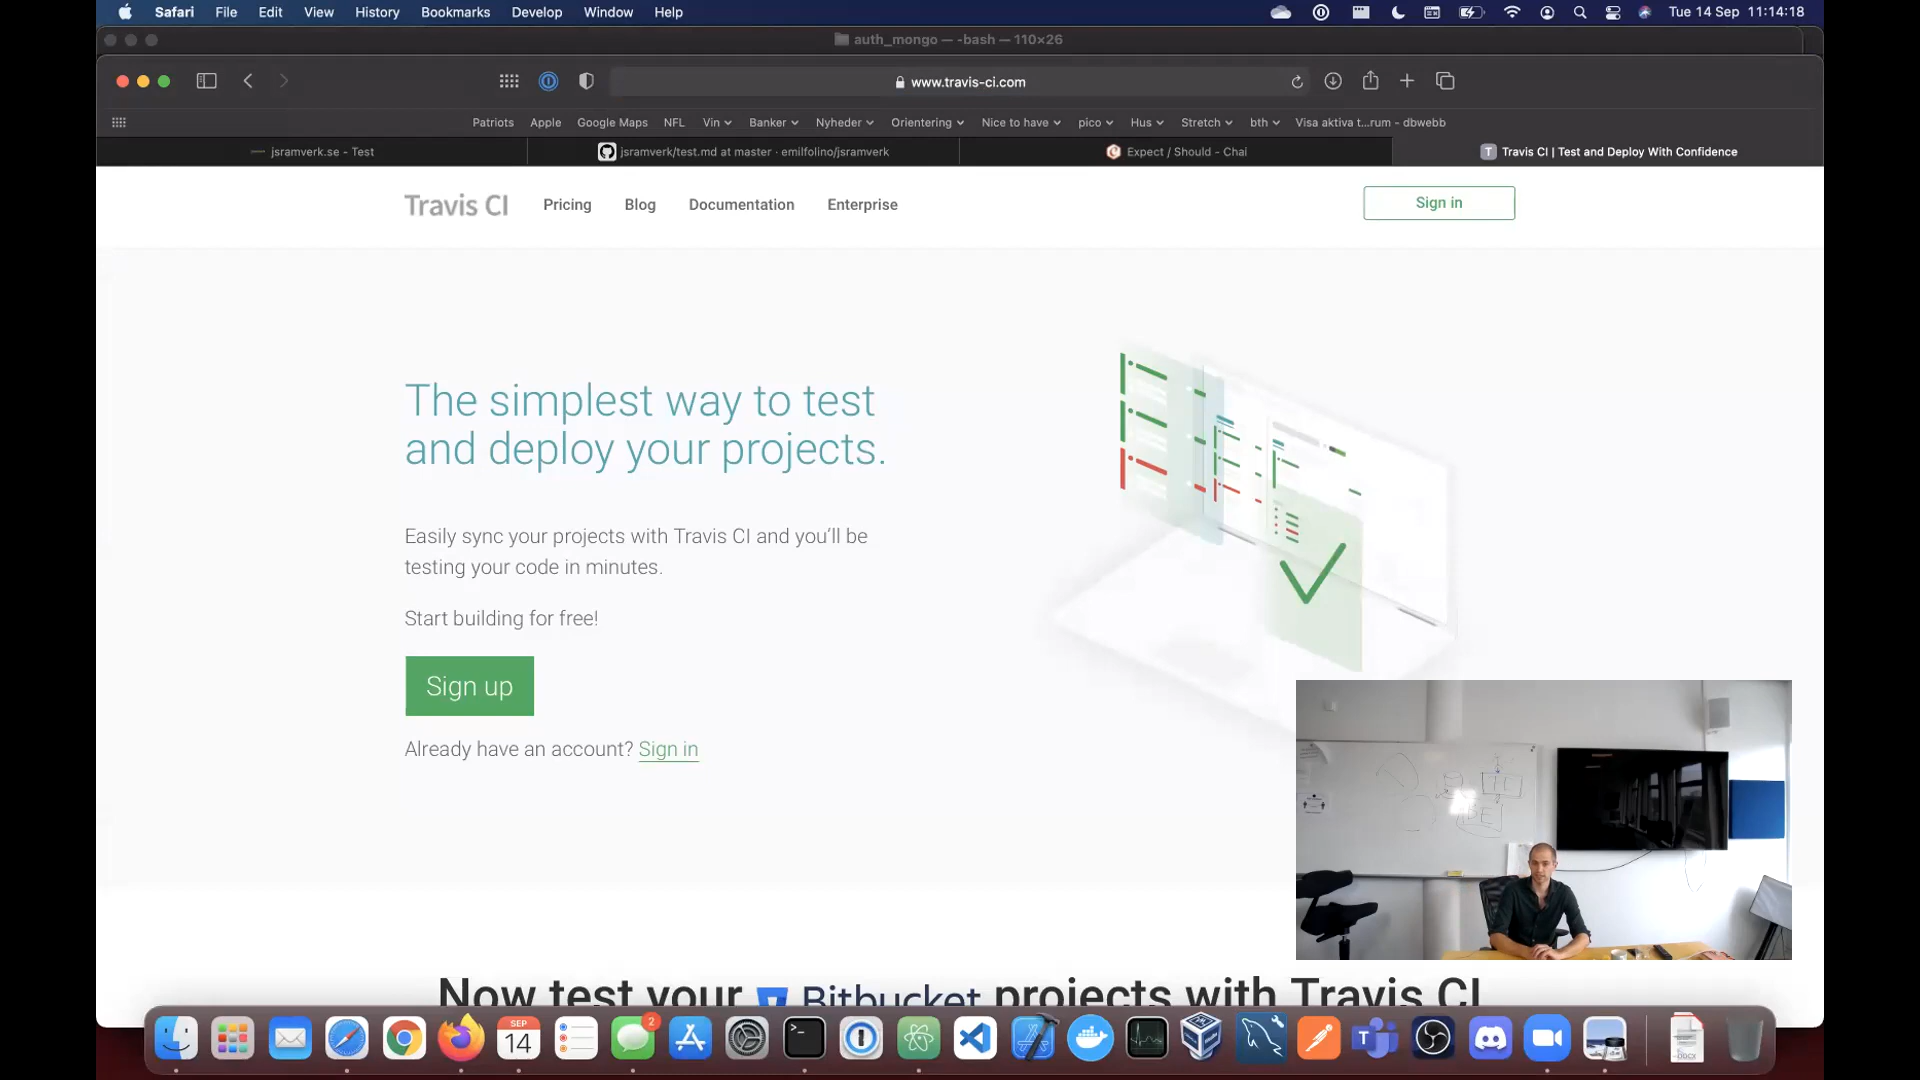 Safari File Edit View History Bookmarks Develop Window Help Tue 14 Sep 11:14:18
auth_mongo — -bash — 110×26
www.travis-ci.com
Patriots Apple Google Maps NFL Vin Banker Nyheder Orientering Nice to have pico Hus Stretch bth Visa aktiva t...rum - dbwebb
jsramverk.se - Test jsramverk/test.md at master · emilfolino/jsramverk Expect / Should - Chai T Travis CI | Test and Deploy With Confidence
Travis CI Pricing Blog Documentation Enterprise Sign in
The simplest way to test
and deploy your projects.
Easily sync your projects with Travis CI and you’ll be
testing your code in minutes.
Start building for free!
Sign up
Already have an account? Sign in
Now test your Bitbucket projects with Travis CI
SEP
14
2
DOCX